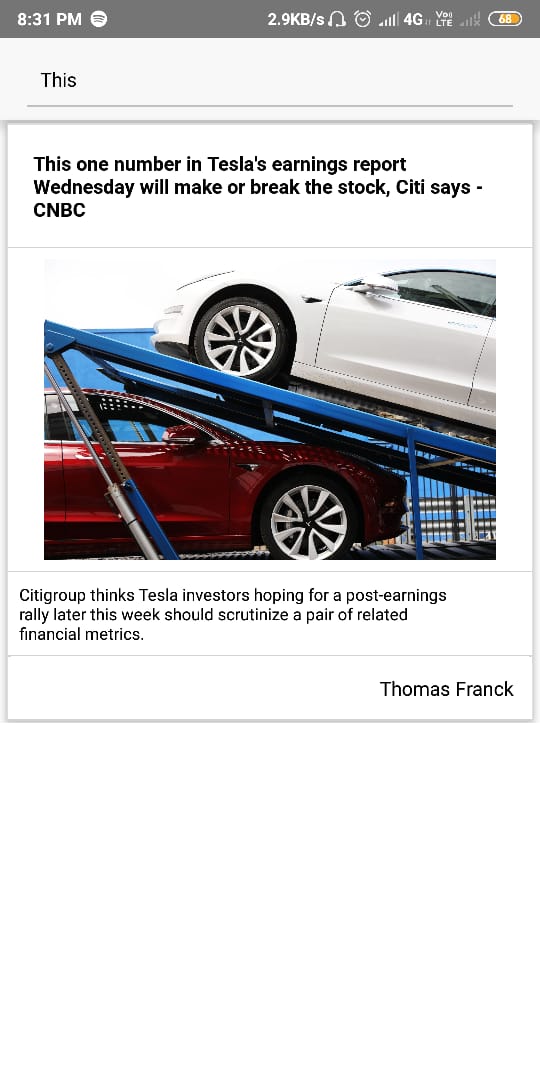 8:31 PM 2.9KB/s 4G Vo)) LTE 68
This
This one number in Tesla's earnings report
Wednesday will make or break the stock, Citi says -
CNBC
Citigroup thinks Tesla investors hoping for a post-earnings
rally later this week should scrutinize a pair of related
financial metrics.
Thomas Franck